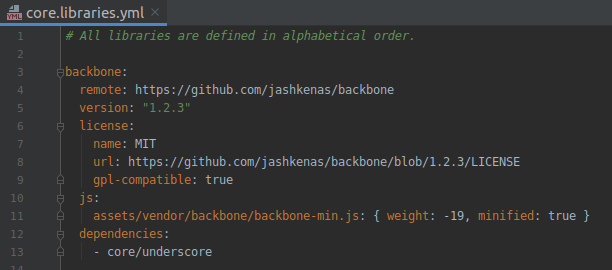 core.libraries.yml
1 # All libraries are defined in alphabetical order.
2
3 backbone:
4   remote: https://github.com/jashkenas/backbone
5   version: "1.2.3"
6   license:
7     name: MIT
8     url: https://github.com/jashkenas/backbone/blob/1.2.3/LICENSE
9     gpl-compatible: true
10   js:
11     assets/vendor/backbone/backbone-min.js: { weight: -19, minified: true }
12   dependencies:
13     - core/underscore